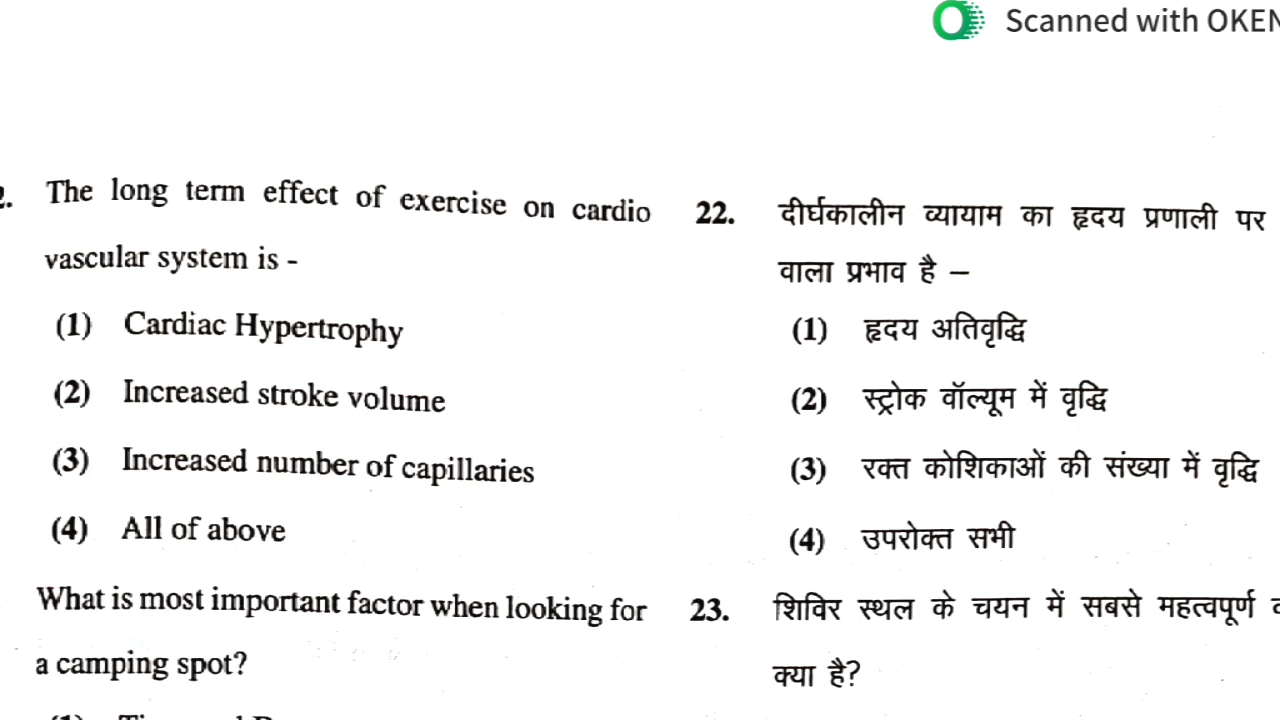 Scanned with OKEN
The long term effect of exercise on cardio
vascular system is -
(1) Cardiac Hypertrophy
(2) Increased stroke volume
(3) Increased number of capillaries
(4) All of above
What is most important factor when looking for
a camping spot?
22. दीर्घकालीन व्यायाम का हृदय प्रणाली पर
वाला प्रभाव है –
(1) हृदय अतिवृद्धि
(2) स्ट्रोक वॉल्यूम में वृद्धि
(3) रक्त कोशिकाओं की संख्या में वृद्धि
(4) उपरोक्त सभी
23. शिविर स्थल के चयन में सबसे महत्वपूर्ण
क्या है?